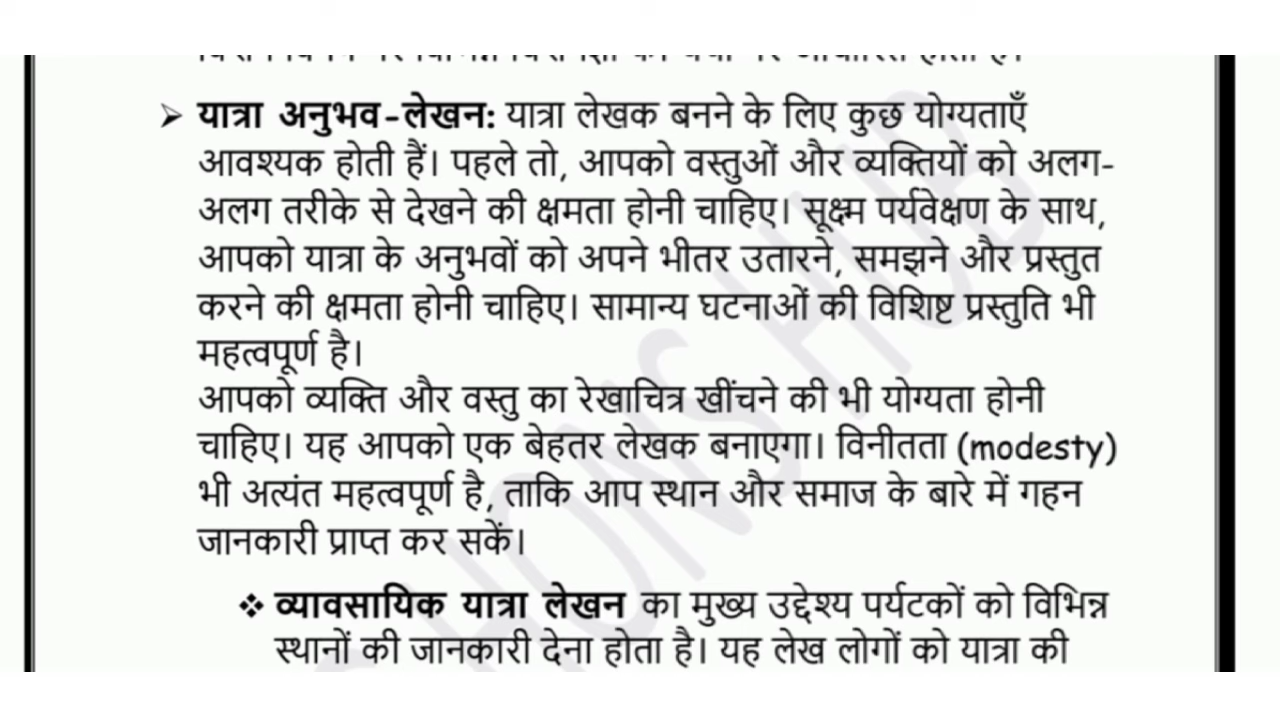 ➢ यात्रा अनुभव-लेखन: यात्रा लेखक बनने के लिए कुछ योग्यताएँ
आवश्यक होती हैं। पहले तो, आपको वस्तुओं और व्यक्तियों को अलग-
अलग तरीके से देखने की क्षमता होनी चाहिए। सूक्ष्म पर्यवेक्षण के साथ,
आपको यात्रा के अनुभवों को अपने भीतर उतारने, समझने और प्रस्तुत
करने की क्षमता होनी चाहिए। सामान्य घटनाओं की विशिष्ट प्रस्तुति भी
महत्वपूर्ण है।
आपको व्यक्ति और वस्तु का रेखाचित्र खींचने की भी योग्यता होनी
चाहिए। यह आपको एक बेहतर लेखक बनाएगा। विनीतता (modesty)
भी अत्यंत महत्वपूर्ण है, ताकि आप स्थान और समाज के बारे में गहन
जानकारी प्राप्त कर सकें।
❖ व्यावसायिक यात्रा लेखन का मुख्य उद्देश्य पर्यटकों को विभिन्न
स्थानों की जानकारी देना होता है। यह लेख लोगों को यात्रा की
HONS HUB